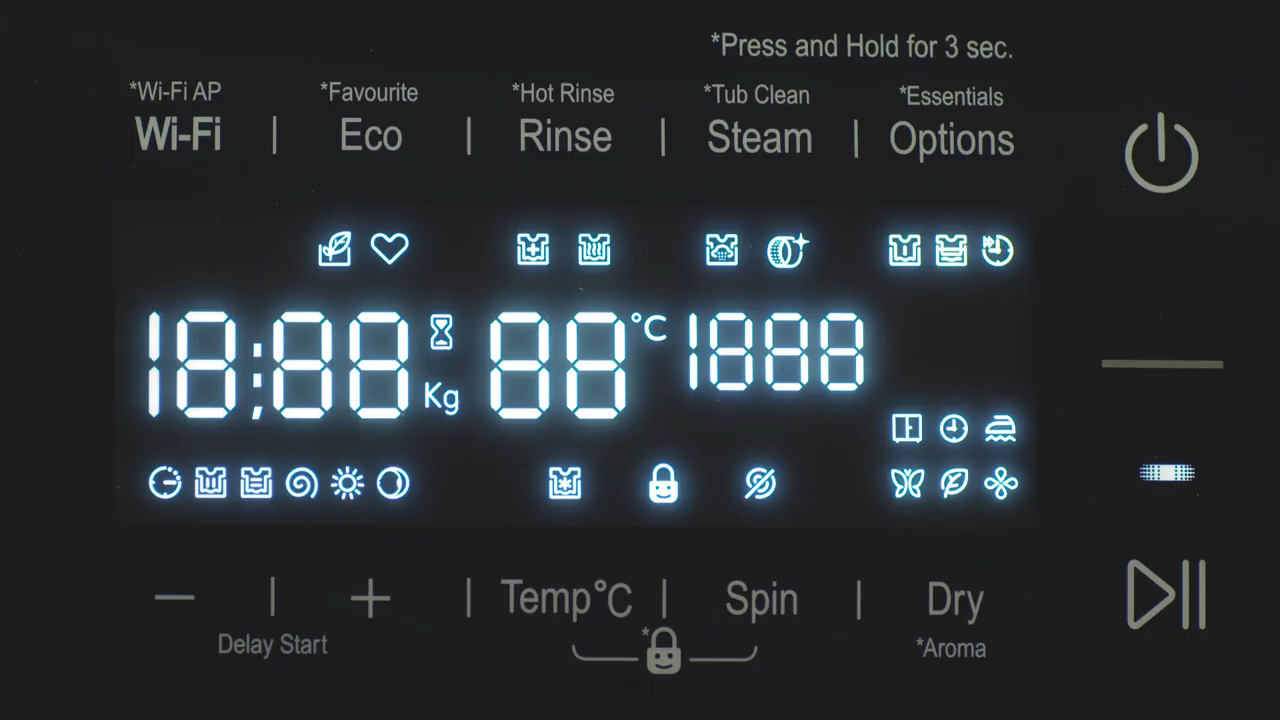 *Press and Hold for 3 sec.
*Wi-Fi AP *Favourite *Hot Rinse *Tub Clean *Essentials
Wi-Fi | Eco | Rinse | Steam | Options
18:88 Kg 88 °C 1888
− | + | Temp°C | Spin | Dry
Delay Start * *Aroma